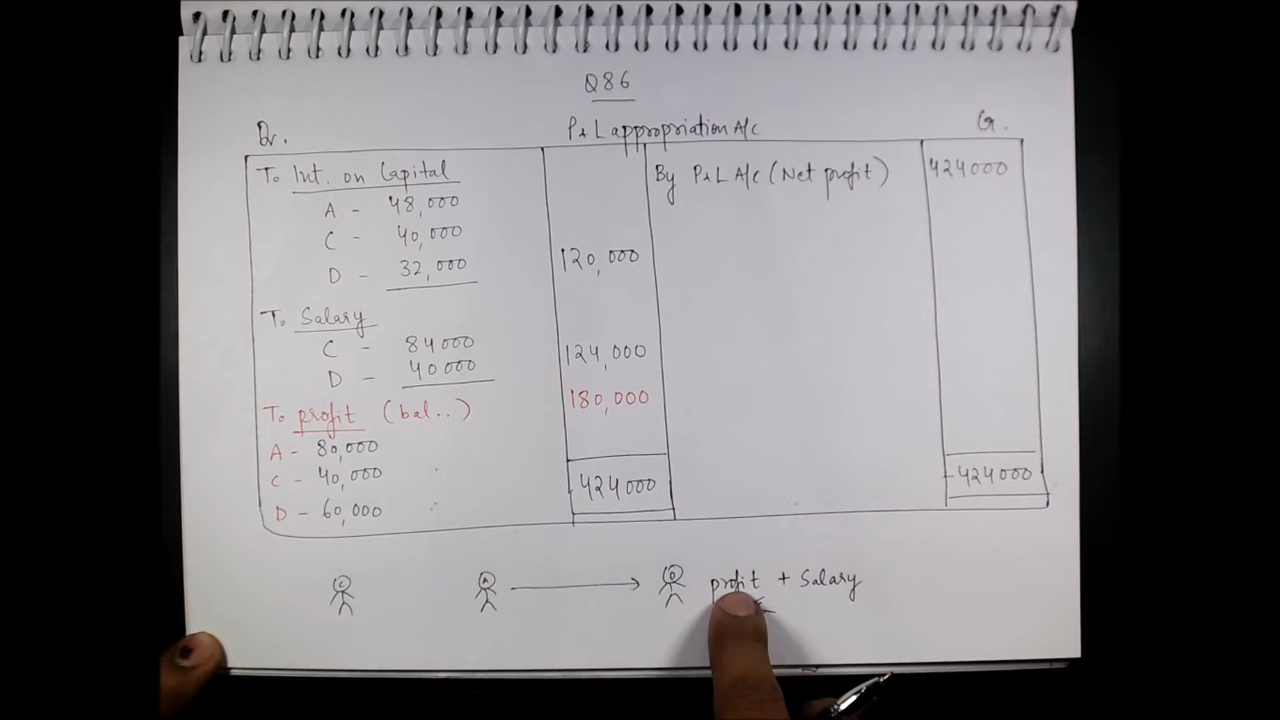 Q86
Dr.
P & L appropriation A/c
Cr.
To Int. on Capital
A - 48,000
C - 40,000
D - 32,000
120,000
To Salary
C - 84000
D - 40000
124,000
To profit (bal..)
180,000
A - 80,000
C - 40,000
D - 60,000
424000
By P & L A/c (Net profit)
424000
424000
C
A
D
profit + Salary